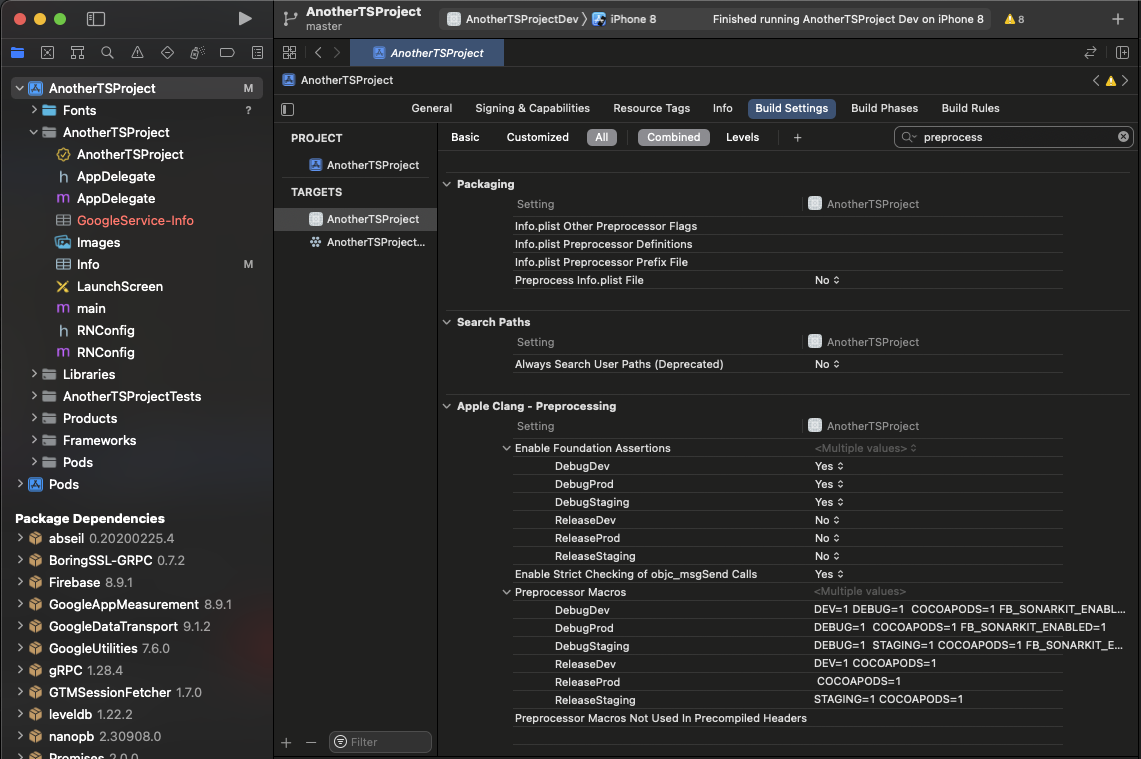 AnotherTSProject
master
AnotherTSProjectDev
iPhone 8
Finished running AnotherTSProject Dev on iPhone 8
8
AnotherTSProject
AnotherTSProject M
Fonts ?
AnotherTSProject
AnotherTSProject
h AppDelegate
m AppDelegate
GoogleService-Info
Images
Info M
LaunchScreen
m main
h RNConfig
m RNConfig
Libraries
AnotherTSProjectTests
Products
Frameworks
Pods
Pods
Package Dependencies
abseil 0.20200225.4
BoringSSL-GRPC 0.7.2
Firebase 8.9.1
GoogleAppMeasurement 8.9.1
GoogleDataTransport 9.1.2
GoogleUtilities 7.6.0
gRPC 1.28.4
GTMSessionFetcher 1.7.0
leveldb 1.22.2
nanopb 2.30908.0
Promises 2.0.0
AnotherTSProject
General Signing & Capabilities Resource Tags Info Build Settings Build Phases Build Rules
PROJECT
AnotherTSProject
TARGETS
AnotherTSProject
AnotherTSProject...
Filter
Basic Customized All Combined Levels + preprocess
Packaging
Setting AnotherTSProject
Info.plist Other Preprocessor Flags
Info.plist Preprocessor Definitions
Info.plist Preprocessor Prefix File
Preprocess Info.plist File No
Search Paths
Setting AnotherTSProject
Always Search User Paths (Deprecated) No
Apple Clang - Preprocessing
Setting AnotherTSProject
Enable Foundation Assertions <Multiple values>
DebugDev Yes
DebugProd Yes
DebugStaging Yes
ReleaseDev No
ReleaseProd No
ReleaseStaging No
Enable Strict Checking of objc_msgSend Calls Yes
Preprocessor Macros <Multiple values>
DebugDev DEV=1 DEBUG=1 COCOAPODS=1 FB_SONARKIT_ENABL...
DebugProd DEBUG=1 COCOAPODS=1 FB_SONARKIT_ENABLED=1
DebugStaging DEBUG=1 STAGING=1 COCOAPODS=1 FB_SONARKIT_E...
ReleaseDev DEV=1 COCOAPODS=1
ReleaseProd COCOAPODS=1
ReleaseStaging STAGING=1 COCOAPODS=1
Preprocessor Macros Not Used In Precompiled Headers